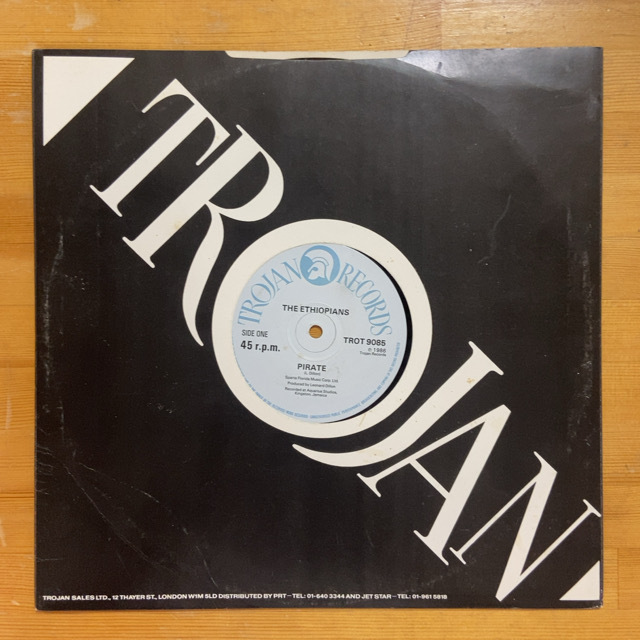 TROJAN
TROJAN RECORDS
THE ETHIOPIANS
SIDE ONE
45 r.p.m.
TROT 9085
℗ 1986
Trojan Records
PIRATE
(L. Dillon)
Produced by Leonard Dillon
Recorded at Aquarius Studios,
Kingston, Jamaica
TROJAN SALES LTD., 12 THAYER ST., LONDON W1M 5LD DISTRIBUTED BY PRT—TEL: 01-640 3344 AND JET STAR—TEL: 01-961 5818